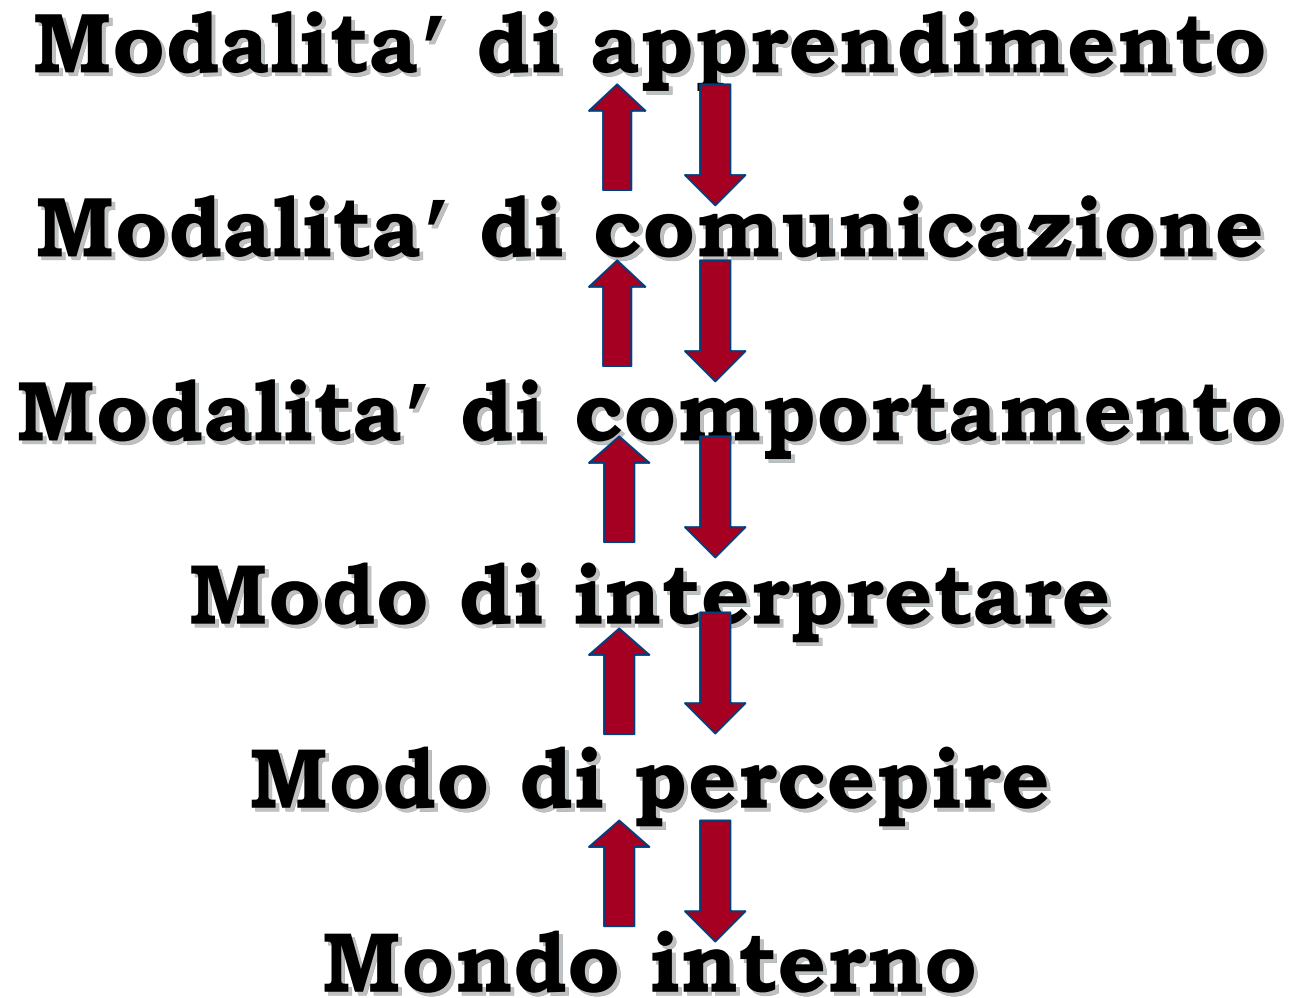 Modalita’ di apprendimento
Modalita’ di comunicazione
Modalita’ di comportamento
Modo di interpretare
Modo di percepire
Mondo interno